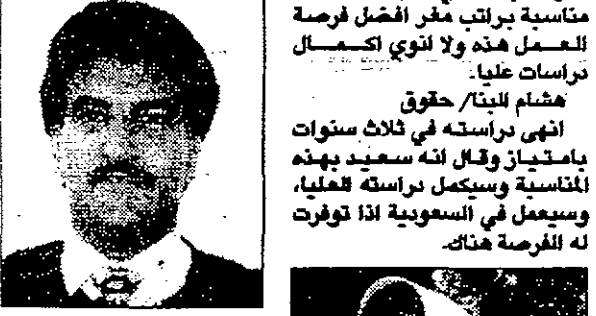 مناسبة براتب مغر افضل فرصة
العمل هذه ولا انوي اكمال
دراسات عليا.
هشام البنا/ حقوق
انهى دراسته في ثلاث سنوات
بامتياز وقال انه سعيد بهذه
المناسبة وسيكمل دراسته العليا،
وسيعمل في السعودية اذا توفرت
له الفرصة هناك.